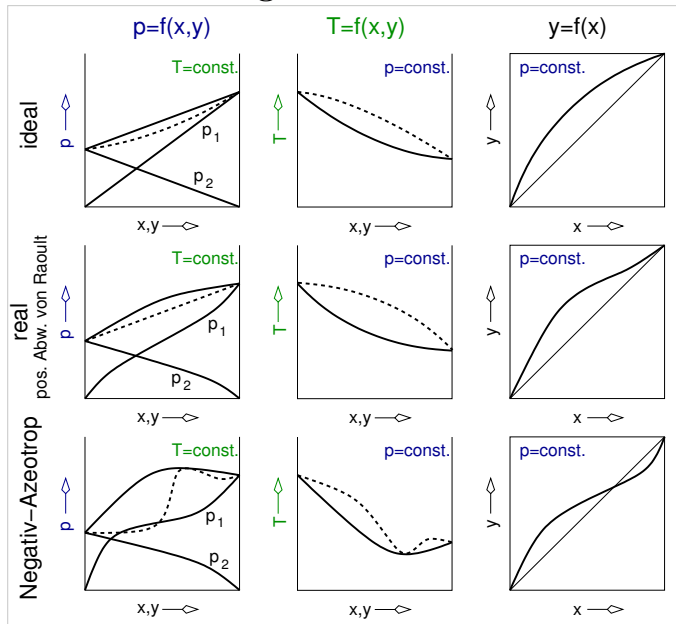 p=f(x,y) T=f(x,y) y=f(x)
ideal
T=const.
p
p₁
p₂
x,y
p=const.
T
x,y
p=const.
y
x
real
pos. Abw. von Raoult
T=const.
p
p₁
p₂
x,y
p=const.
T
x,y
p=const.
y
x
Negativ-Azeotrop
T=const.
p
p₁
p₂
x,y
p=const.
T
x,y
p=const.
y
x